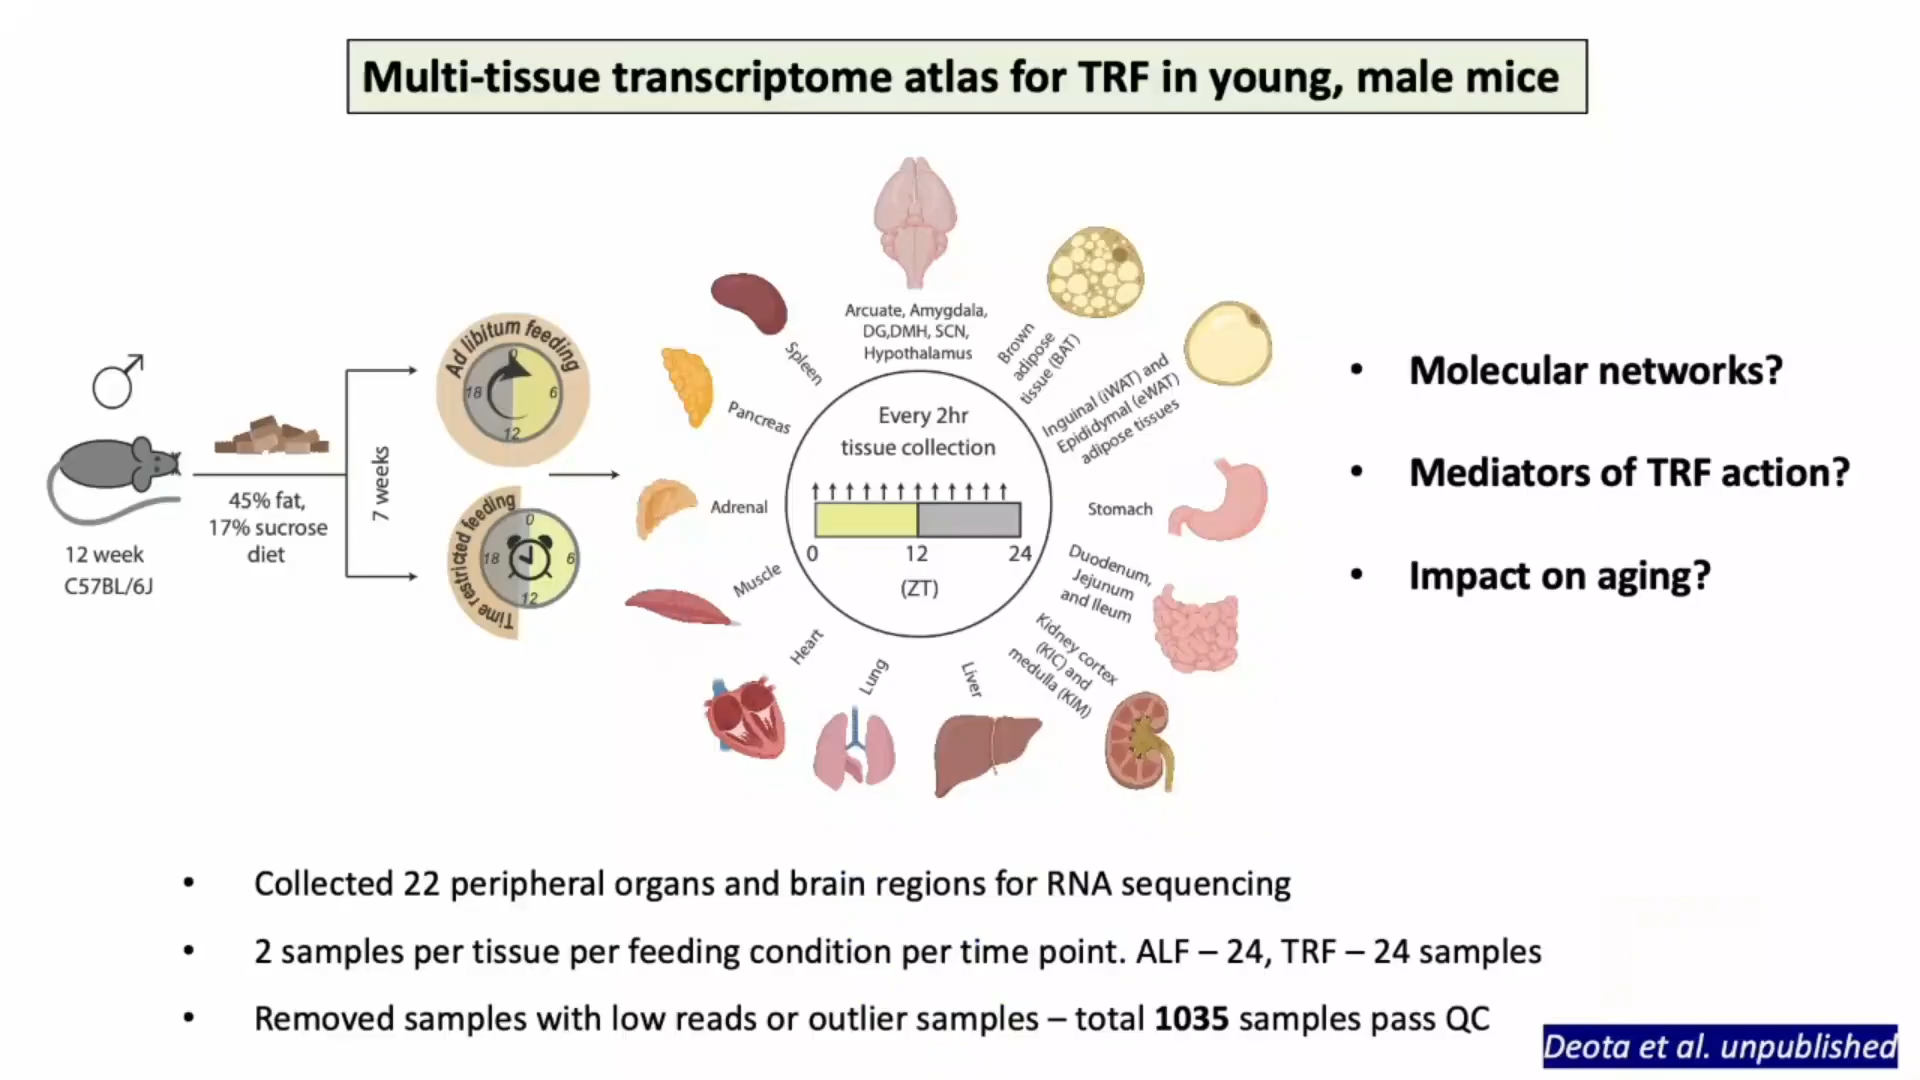 Multi-tissue transcriptome atlas for TRF in young, male mice
12 week
C57BL/6J
45% fat,
17% sucrose
diet
7 weeks
Ad libitum feeding
0
6
12
18
Time restricted feeding
0
6
12
18
Arcuate, Amygdala,
DG,DMH, SCN,
Hypothalamus
Brown
adipose
tissue (BAT)
Inguinal (iWAT) and
Epididymal (eWAT)
adipose tissues
Stomach
Duodenum,
Jejunum
and Ileum
Kidney cortex
(KIC) and
medulla (KIM)
Liver
Lung
Heart
Muscle
Adrenal
Pancreas
Spleen
Every 2hr
tissue collection
0 12 24
(ZT)
• Molecular networks?
• Mediators of TRF action?
• Impact on aging?
• Collected 22 peripheral organs and brain regions for RNA sequencing
• 2 samples per tissue per feeding condition per time point. ALF – 24, TRF – 24 samples
• Removed samples with low reads or outlier samples – total 1035 samples pass QC
Deota et al. unpublished